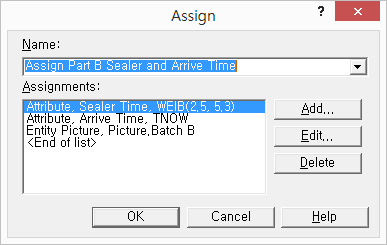 Assign
?
Name:
Assign Part B Sealer and Arrive Time
Assignments:
Attribute, Sealer Time, WEIB(2,5, 5,3)
Attribute, Arrive Time, TNOW
Entity Picture, Picture,Batch B
<End of list>
Add...
Edit...
Delete
OK
Cancel
Help